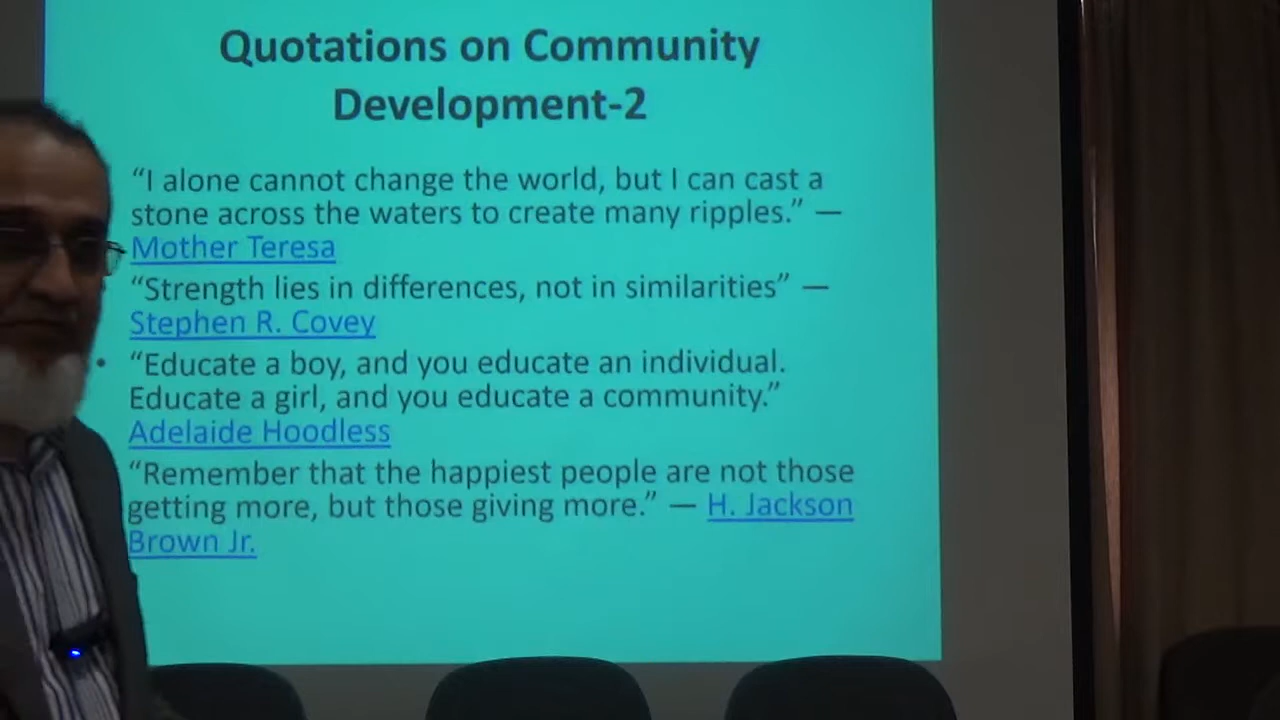 Quotations on Community
Development-2
“I alone cannot change the world, but I can cast a
stone across the waters to create many ripples.” —
Mother Teresa
“Strength lies in differences, not in similarities” —
Stephen R. Covey
• “Educate a boy, and you educate an individual.
Educate a girl, and you educate a community.”
Adelaide Hoodless
“Remember that the happiest people are not those
getting more, but those giving more.” — H. Jackson
Brown Jr.